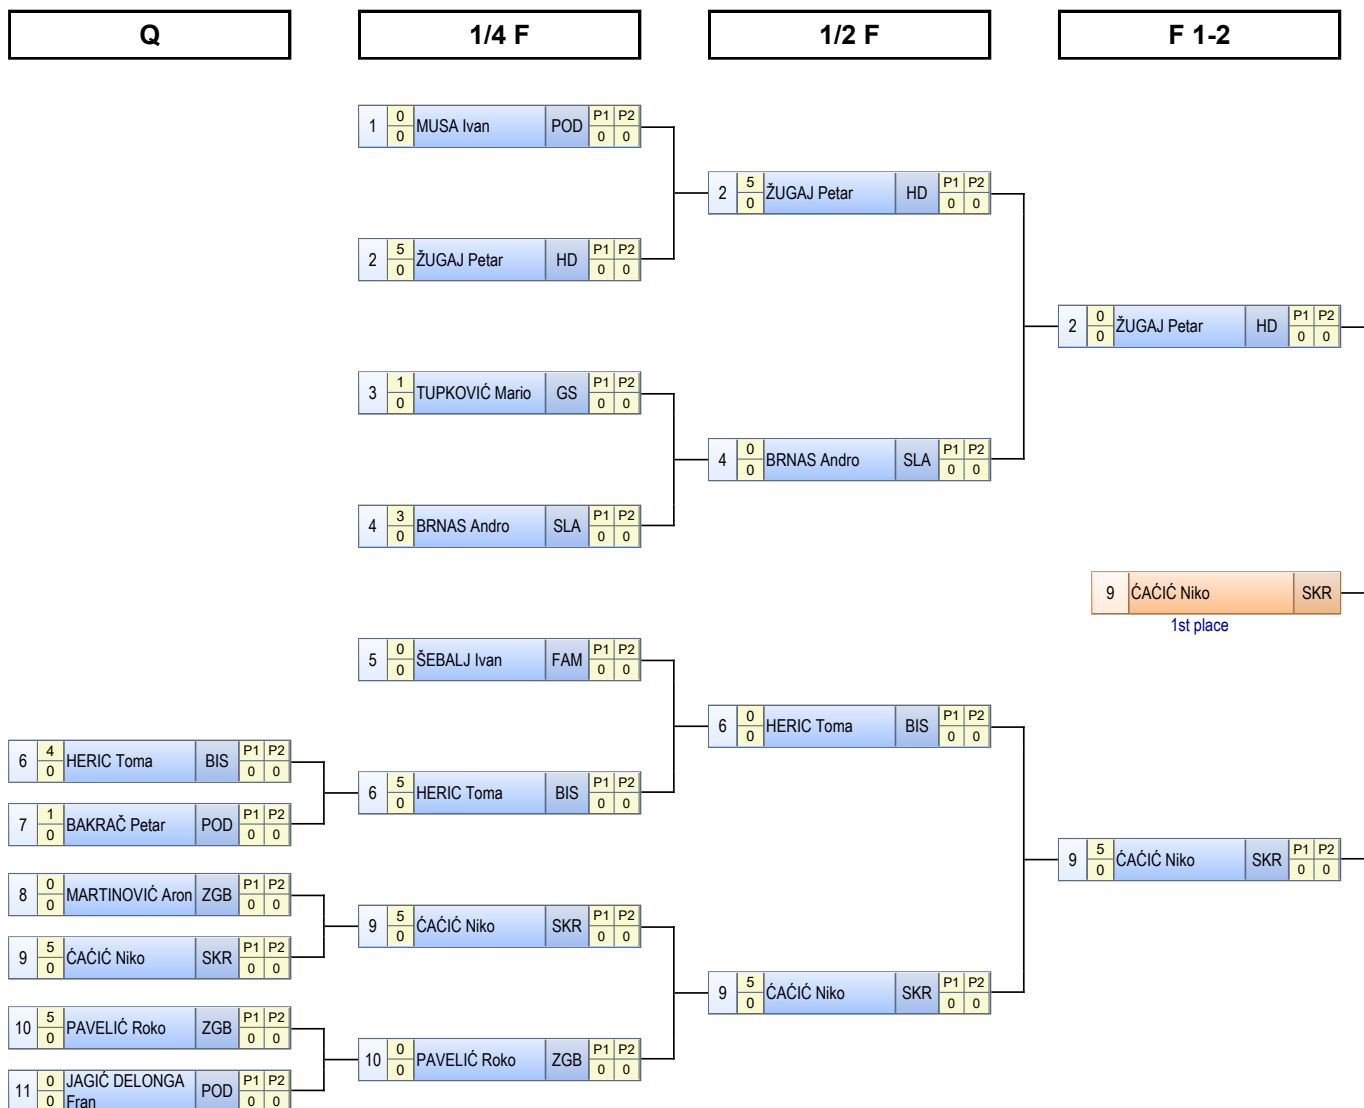 Q 1/4 F 1/2 F F 1-2
1 0 MUSA Ivan POD P1 P2
0 0 0
2 5 ŽUGAJ Petar HD P1 P2
0 0 0
2 5 ŽUGAJ Petar HD P1 P2
0 0 0
2 0 ŽUGAJ Petar HD P1 P2
0 0 0
3 1 TUPKOVIĆ Mario GS P1 P2
0 0 0
4 0 BRNAS Andro SLA P1 P2
0 0 0
4 3 BRNAS Andro SLA P1 P2
0 0 0
9 ĆAĆIĆ Niko SKR
1st place
5 0 ŠEBALJ Ivan FAM P1 P2
0 0 0
6 0 HERIC Toma BIS P1 P2
0 0 0
6 4 HERIC Toma BIS P1 P2
0 0 0
6 5 HERIC Toma BIS P1 P2
0 0 0
7 1 BAKRAČ Petar POD P1 P2
0 0 0
9 5 ĆAĆIĆ Niko SKR P1 P2
0 0 0
8 0 MARTINOVIĆ Aron ZGB P1 P2
0 0 0
9 5 ĆAĆIĆ Niko SKR P1 P2
0 0 0
9 5 ĆAĆIĆ Niko SKR P1 P2
0 0 0
9 5 ĆAĆIĆ Niko SKR P1 P2
0 0 0
10 5 PAVELIĆ Roko ZGB P1 P2
0 0 0
10 0 PAVELIĆ Roko ZGB P1 P2
0 0 0
11 0 JAGIĆ DELONGA POD P1 P2
0 Fran 0 0